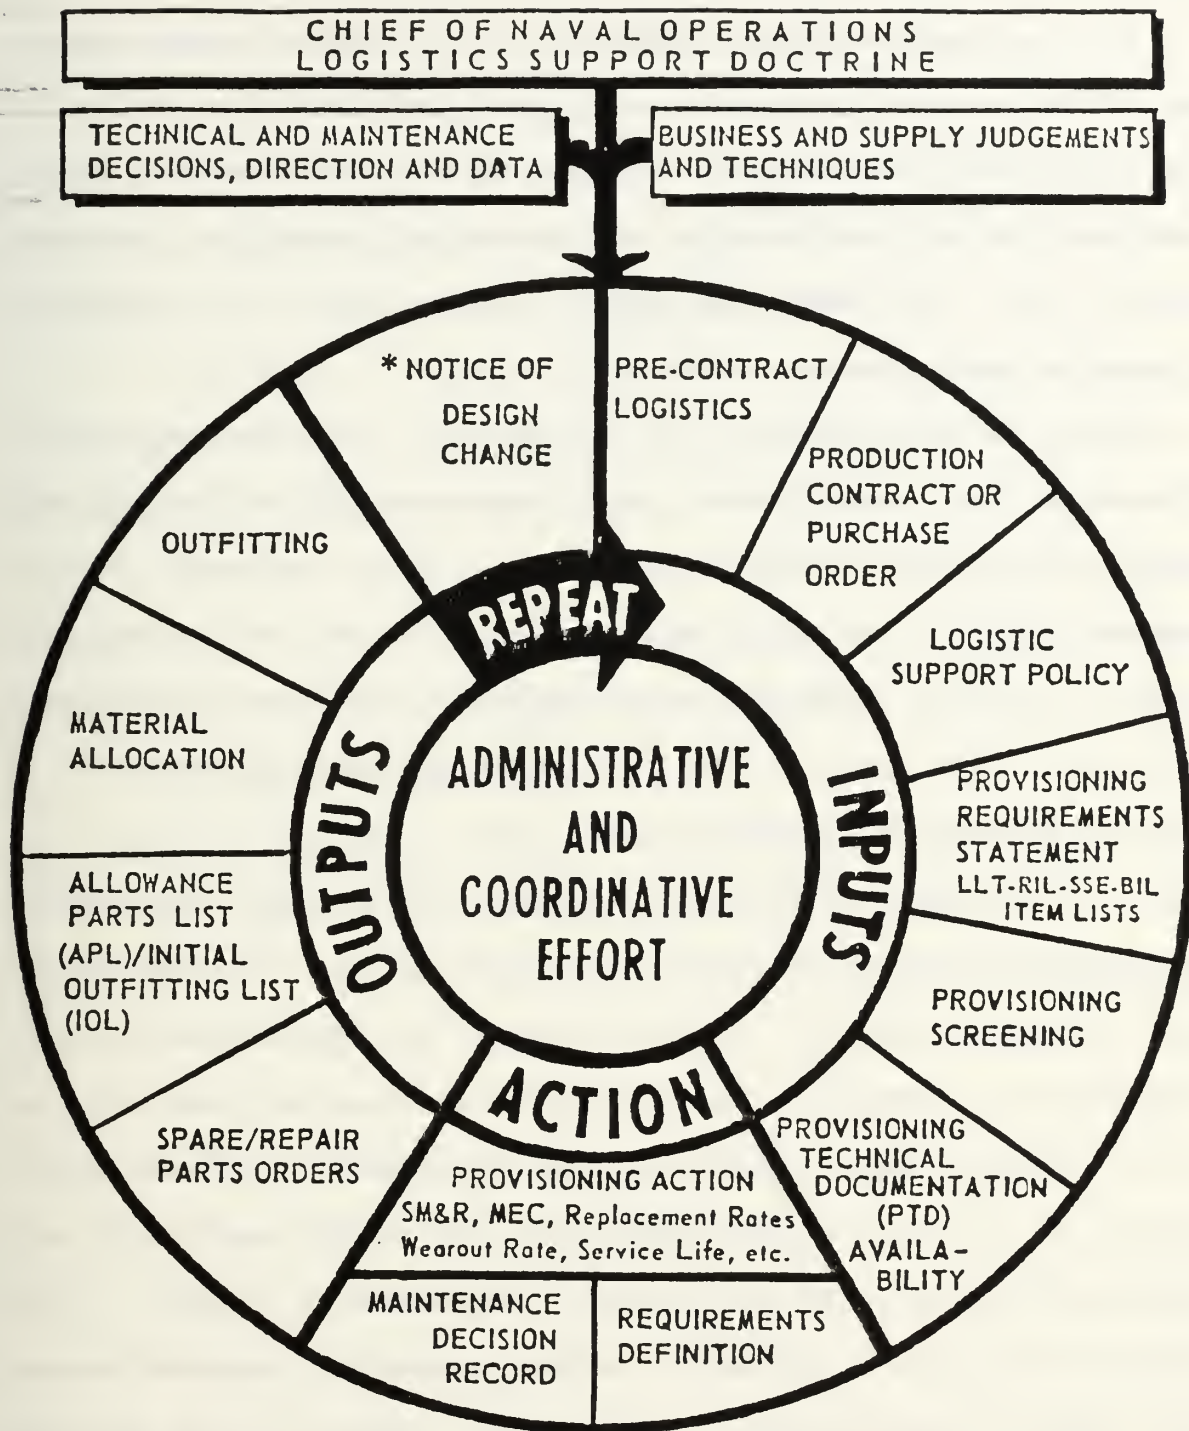 CHIEF OF NAVAL OPERATIONS
LOGISTICS SUPPORT DOCTRINE
TECHNICAL AND MAINTENANCE
DECISIONS, DIRECTION AND DATA
BUSINESS AND SUPPLY JUDGEMENTS
AND TECHNIQUES
* NOTICE OF
DESIGN
CHANGE
PRE-CONTRACT
LOGISTICS
PRODUCTION
CONTRACT OR
PURCHASE
ORDER
LOGISTIC
SUPPORT POLICY
PROVISIONING
REQUIREMENTS
STATEMENT
LLT-RIL-SSE-BIL
ITEM LISTS
PROVISIONING
SCREENING
PROVISIONING
TECHNICAL
DOCUMENTATION
(PTD)
AVAILA-
BILITY
PROVISIONING ACTION
SM&R, MEC, Replacement Rates
Wearout Rate, Service Life, etc.
MAINTENANCE
DECISION
RECORD
REQUIREMENTS
DEFINITION
SPARE/REPAIR
PARTS ORDERS
ALLOWANCE
PARTS LIST
(APL)/INITIAL
OUTFITTING LIST
(IOL)
MATERIAL
ALLOCATION
OUTFITTING
REPEAT
INPUTS
ACTION
OUTPUTS
ADMINISTRATIVE
AND
COORDINATIVE
EFFORT